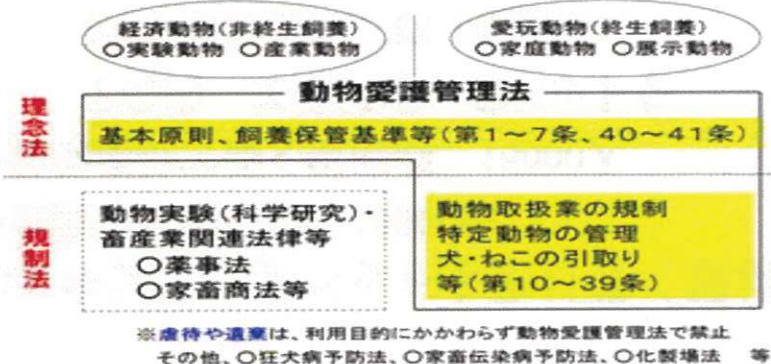 経済動物(非終生飼養)
○実験動物 ○産業動物
愛玩動物(終生飼養)
○家庭動物 ○展示動物
動物愛護管理法
理念法
基本原則、飼養保管基準等(第1～7条、40～41条)
規制法
動物実験(科学研究)・
畜産業関連法律等
○薬事法
○家畜商法等
動物取扱業の規制
特定動物の管理
犬・ねこの引取り
等(第10～39条)
※虐待や遺棄は、利用目的にかかわらず動物愛護管理法で禁止
その他、○狂犬病予防法、○家畜伝染病予防法、○化製場法 等